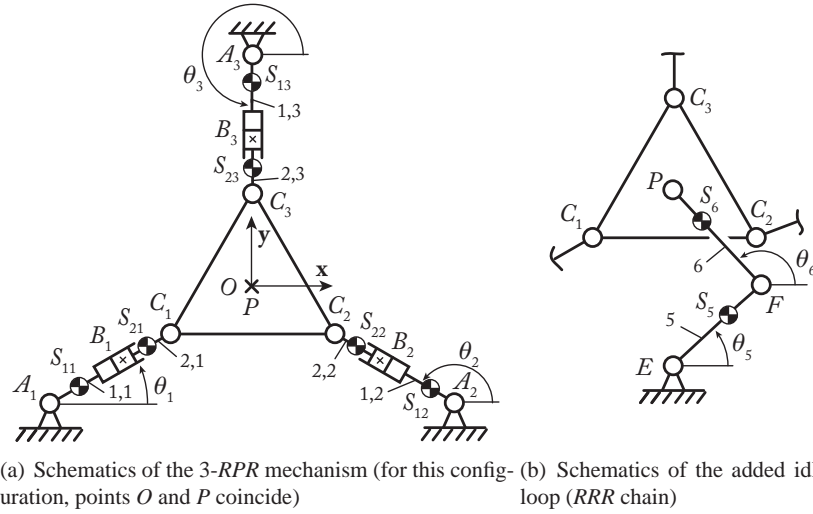 A3
S13
θ3
1,3
B3
S23
2,3
C3
y
x
O
P
C1
C2
B1
S21
S22
B2
S11
2,1
2,2
θ2
A1
1,1
θ1
1,2
S12
A2
C3
P
S6
C1
C2
6
θ6
F
S5
5
E
θ5
(a) Schematics of the 3-RPR mechanism (for this config-
uration, points O and P coincide)
(b) Schematics of the added idl
loop (RRR chain)